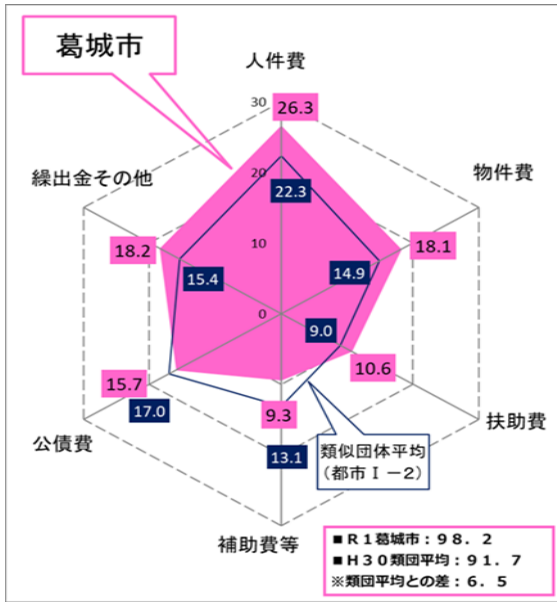 葛城市
人件費
30
26.3
物件費
繰出金その他
20
22.3
18.2
18.1
10
14.9
15.4
0
9.0
10.6
15.7
9.3
17.0
扶助費
公債費
13.1
類似団体平均
(都市Ⅰ－2)
補助費等
■R1葛城市：98．2
■H30類団平均：91．7
※類団平均との差：6．5